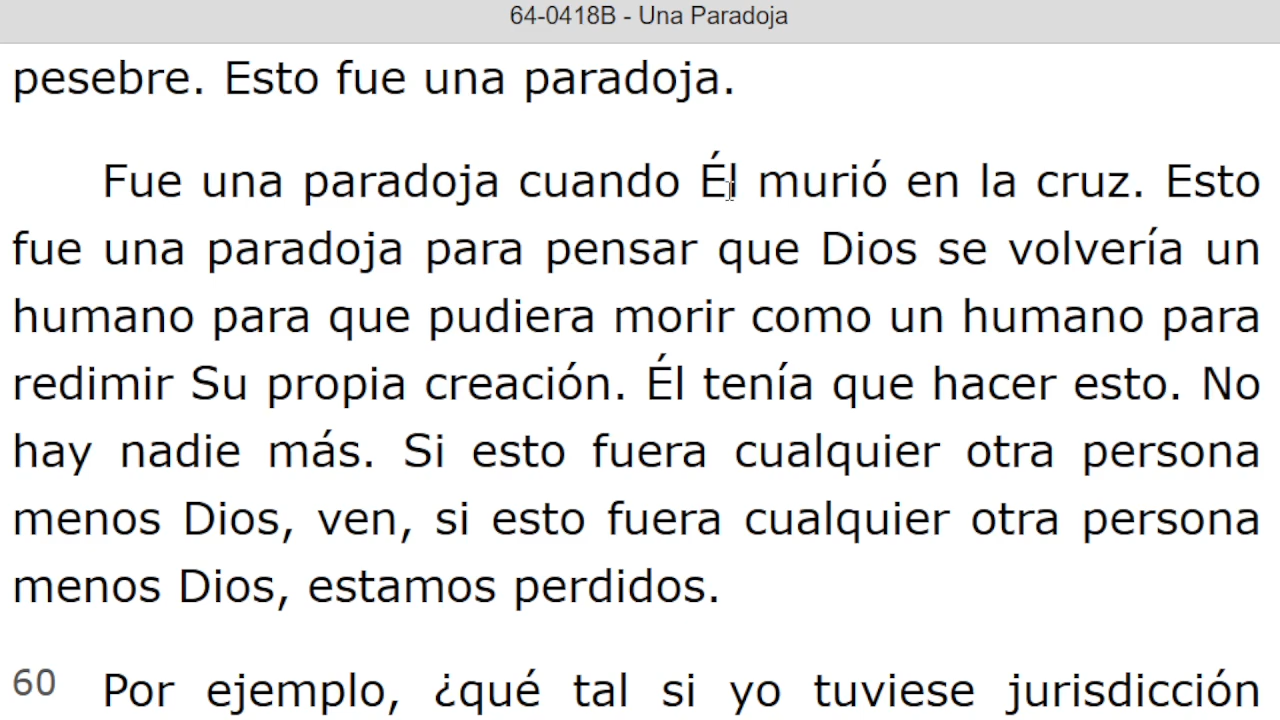 64-0418B - Una Paradoja
pesebre. Esto fue una paradoja.
Fue una paradoja cuando Él murió en la cruz. Esto
fue una paradoja para pensar que Dios se volvería un
humano para que pudiera morir como un humano para
redimir Su propia creación. Él tenía que hacer esto. No
hay nadie más. Si esto fuera cualquier otra persona
menos Dios, ven, si esto fuera cualquier otra persona
menos Dios, estamos perdidos.
60 Por ejemplo, ¿qué tal si yo tuviese jurisdicción